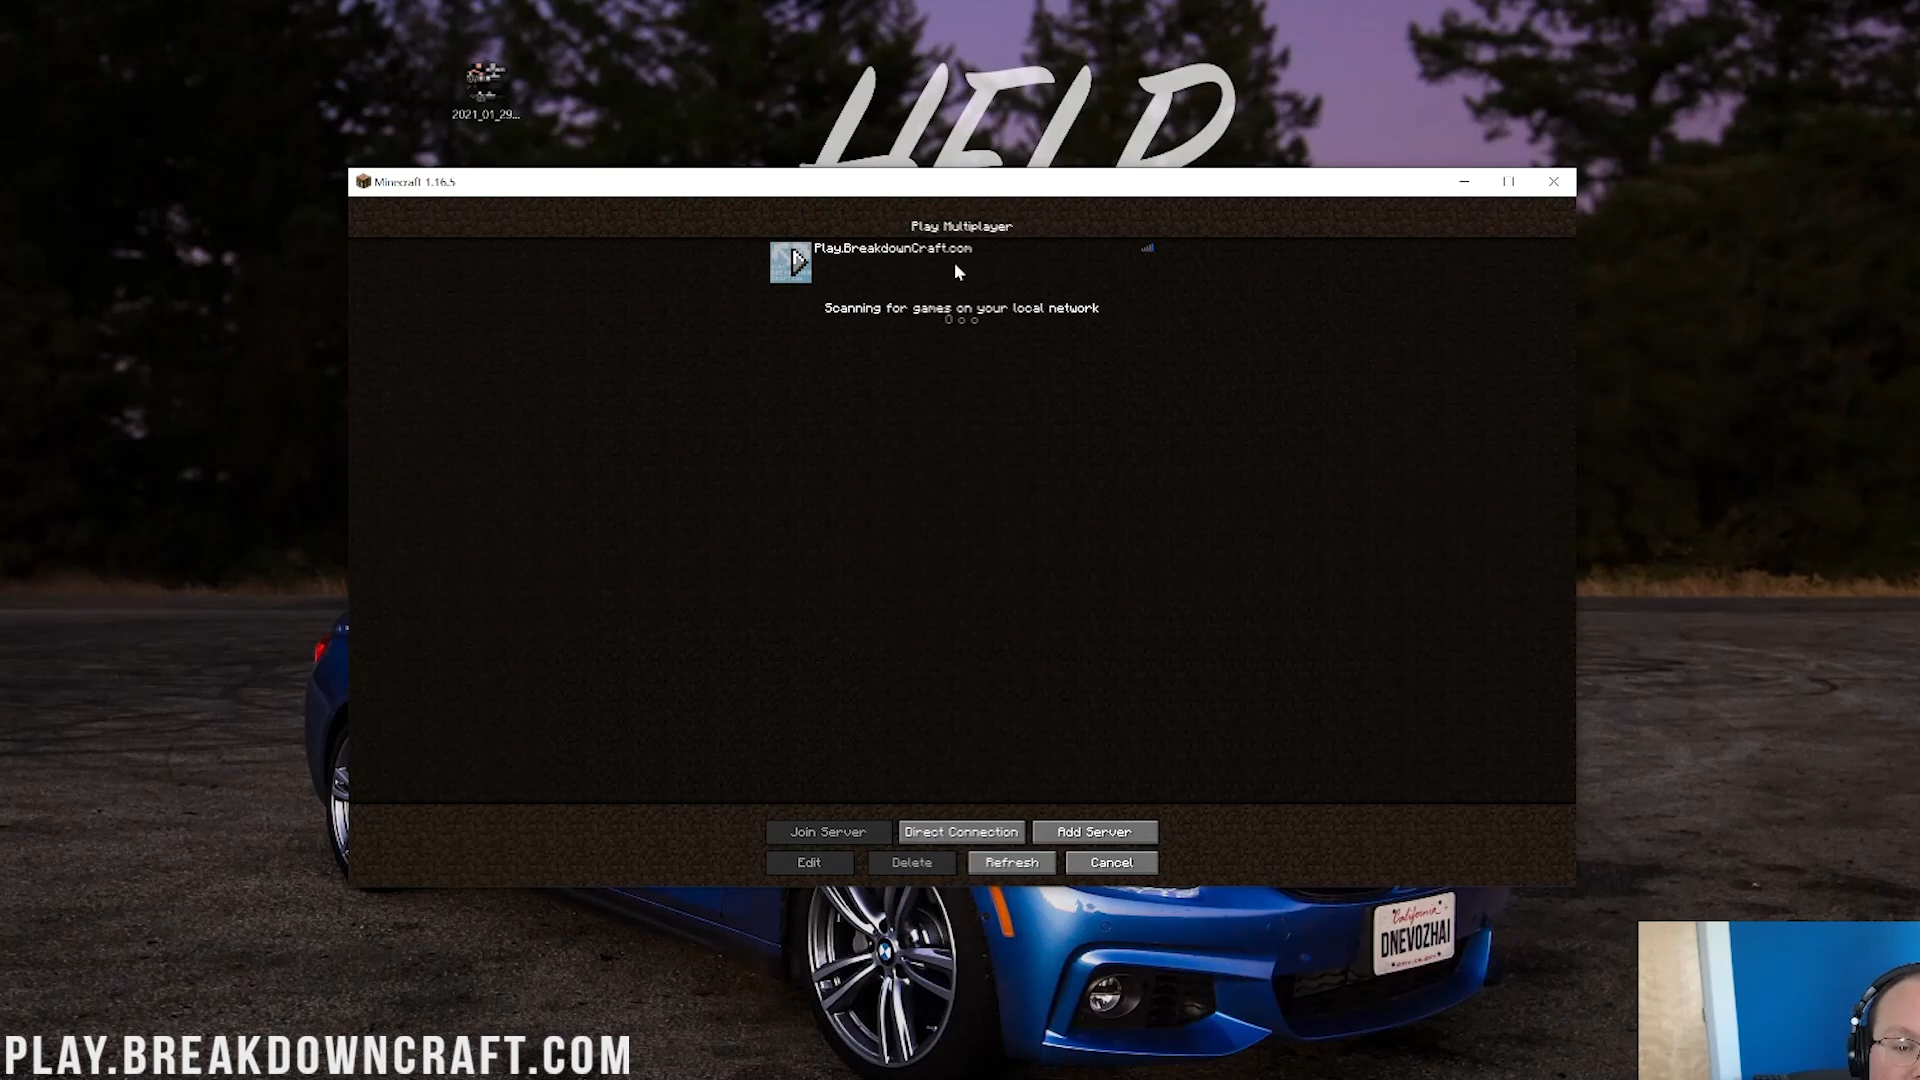 2021_01_29...
HELP
Minecraft 1.16.5
Play Multiplayer
Play.BreakdownCraft.com
Scanning for games on your local network
O o o
Join Server
Direct Connection
Add Server
Edit
Delete
Refresh
Cancel
California
DNEVOZHAI
PLAY.BREAKDOWNCRAFT.COM